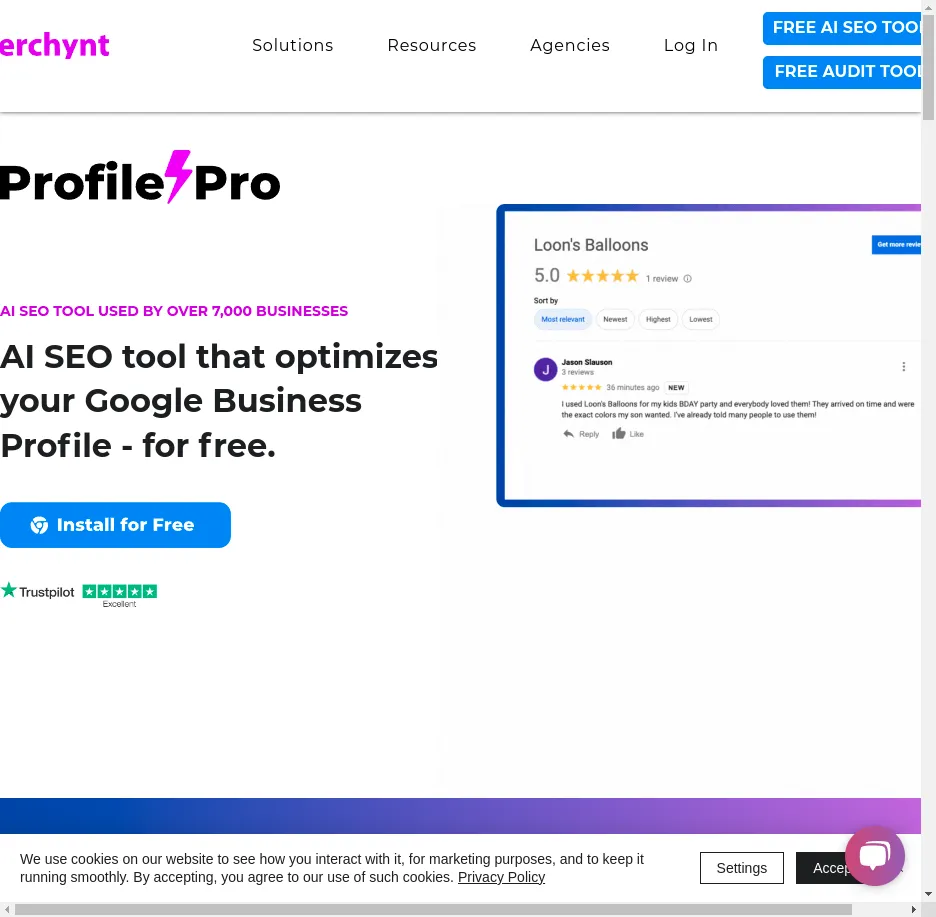 erchynt
Solutions
Resources
Agencies
Log In
FREE AI SEO TOOL
FREE AUDIT TOOL
Profile Pro
AI SEO TOOL USED BY OVER 7,000 BUSINESSES
AI SEO tool that optimizes
your Google Business
Profile - for free.
Install for Free
Trustpilot
Excellent
Loon's Balloons
Get more revie
5.0
1 review
Sort by
Most relevant
Newest
Highest
Lowest
J
Jason Slauson
3 reviews
36 minutes ago
NEW
I used Loon's Balloons for my kids BDAY party and everybody loved them! They arrived on time and were
the exact colors my son wanted. I've already told many people to use them!
Reply
Like
We use cookies on our website to see how you interact with it, for marketing purposes, and to keep it
running smoothly. By accepting, you agree to our use of such cookies. Privacy Policy
Settings
Accep